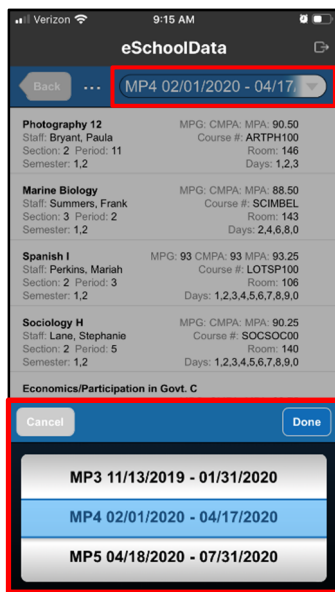 Verizon 9:15 AM
eSchoolData
Back ... MP4 02/01/2020 - 04/17/
Photography 12 MPG: CMPA: MPA: 90.50
Staff: Bryant, Paula Course #: ARTPH100
Section: 2 Period: 11 Room: 146
Semester: 1,2 Days: 1,2,3
Marine Biology MPG: CMPA: MPA: 88.50
Staff: Summers, Frank Course #: SCIMBEL
Section: 3 Period: 2 Room: 143
Semester: 1,2 Days: 2,4,6,8,0
Spanish I MPG: 93 CMPA: 93 MPA: 93.25
Staff: Perkins, Mariah Course #: LOTSP100
Section: 2 Period: 3 Room: 106
Semester: 1,2 Days: 1,2,3,4,5,6,7,8,9,0
Sociology H MPG: CMPA: MPA: 90.25
Staff: Lane, Stephanie Course #: SOCSOC00
Section: 2 Period: 5 Room: 140
Semester: 1,2 Days: 1,2,3,4,5,6,7,8,9,0
Economics/Participation in Govt. C
Cancel Done
MP3 11/13/2019 - 01/31/2020
MP4 02/01/2020 - 04/17/2020
MP5 04/18/2020 - 07/31/2020